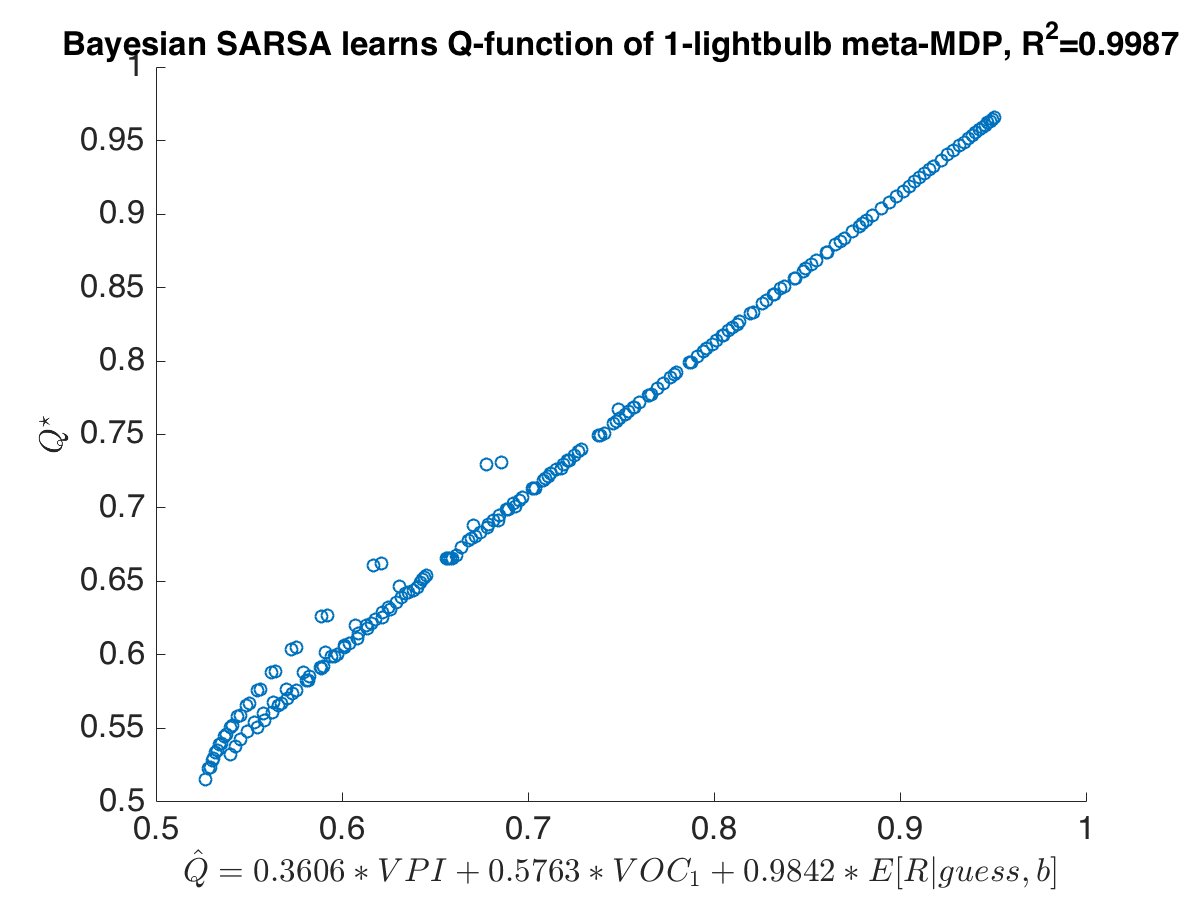 Bayesian SARSA learns Q-function of 1-lightbulb meta-MDP, R²=0.9987
1
0.95
0.9
0.85
0.8
0.75
0.7
0.65
0.6
0.55
0.5
Q⋆
0.5 0.6 0.7 0.8 0.9 1
Q̂ = 0.3606 ∗ VPI + 0.5763 ∗ VOC₁ + 0.9842 ∗ E[R|guess, b]